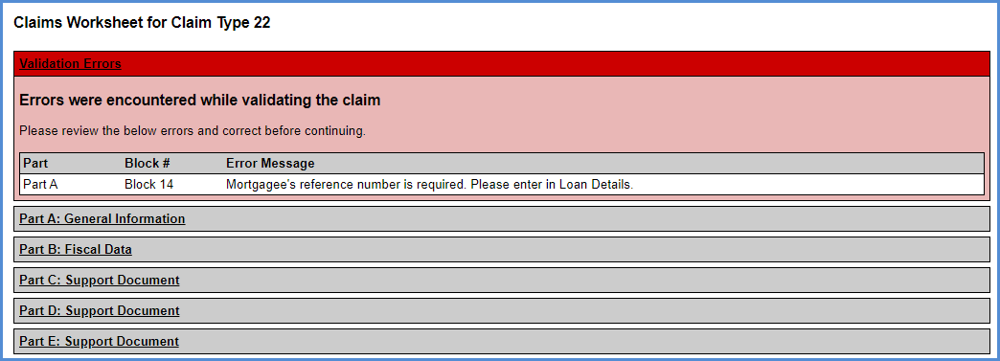 Claims Worksheet for Claim Type 22
Validation Errors
Errors were encountered while validating the claim
Please review the below errors and correct before continuing.
Part Block # Error Message
Part A Block 14 Mortgagee's reference number is required. Please enter in Loan Details.
Part A: General Information
Part B: Fiscal Data
Part C: Support Document
Part D: Support Document
Part E: Support Document